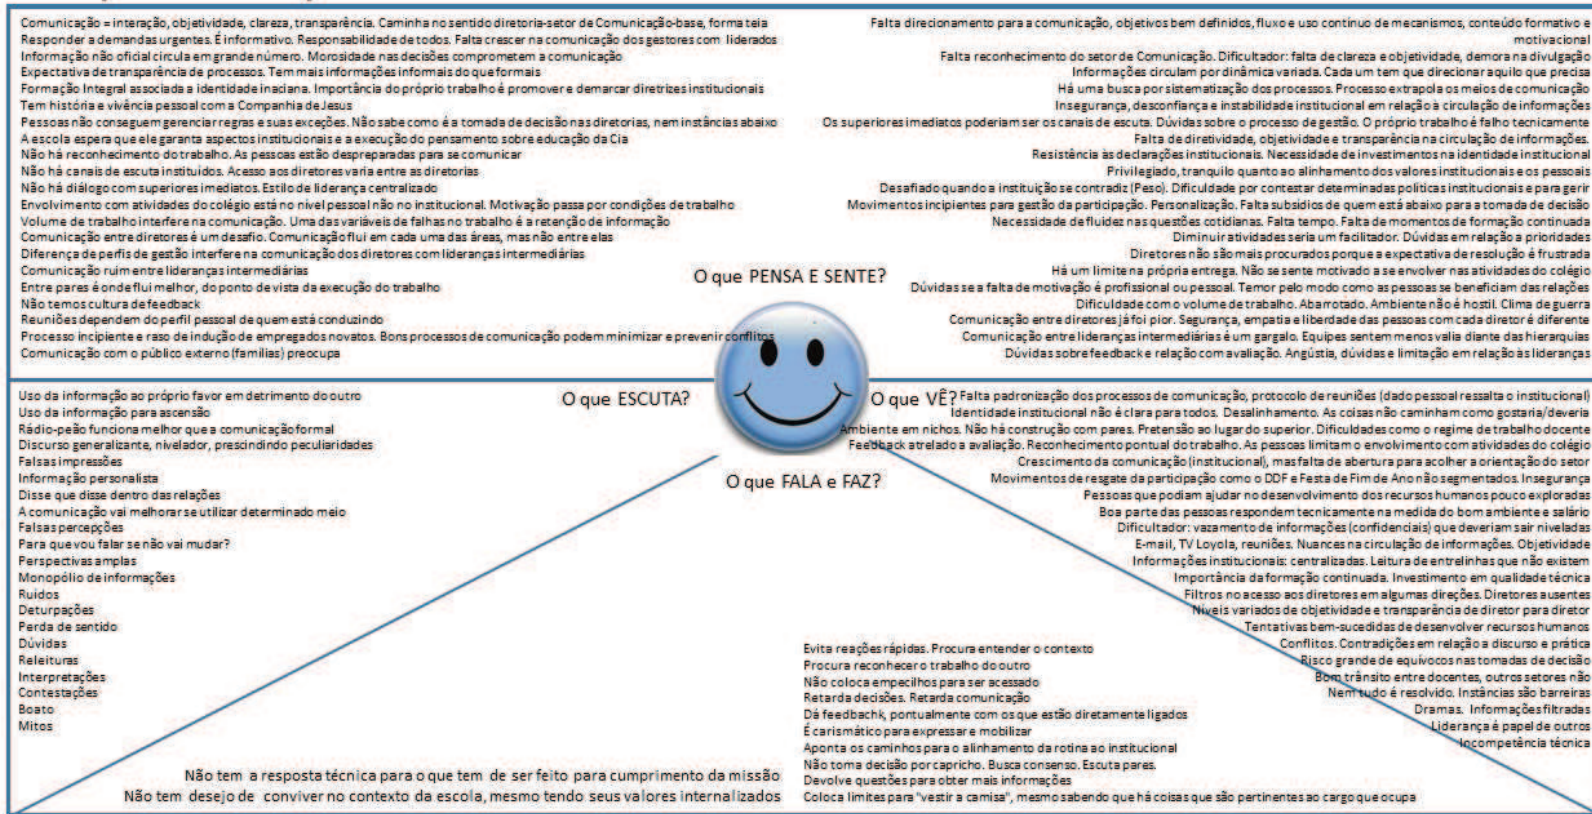 Comunicação = interação, objetividade, clareza, transparência. Caminha no sentido diretoria-setor de Comunicação-base, forma teia
Responder a demandas urgentes. É informativo. Responsabilidade de todos. Falta crescer na comunicação dos gestores com liderados
Informação não oficial circula em grande número. Morosidade nas decisões comprometem a comunicação
Expectativa de transparência de processos. Tem mais informações informais do que formais
Formação Integral associada a identidade inaciana. Importância do próprio trabalho é promover e demarcar diretrizes institucionais
Tem história e vivência pessoal com a Companhia de Jesus
Pessoas não conseguem gerenciar regras e suas exceções. Não sabe como é a tomada de decisão nas diretorias, nem instâncias abaixo
A escola espera que ele garanta aspectos institucionais e a execução do pensamento sobre educação da Cia
Não há reconhecimento do trabalho. As pessoas estão despreparadas para se comunicar
Não há canais de escuta instituídos. Acesso aos diretores varia entre as diretorias
Não há diálogo com superiores imediatos. Estilo de liderança centralizado
Envolvimento com atividades do colégio está no nível pessoal não no institucional. Motivação passa por condições de trabalho
Volume de trabalho interfere na comunicação. Uma das variáveis de falhas no trabalho é a retenção de informação
Comunicação entre diretores é um desafio. Comunicação flui em cada uma das áreas, mas não entre elas
Diferença de perfis de gestão interfere na comunicação dos diretores com lideranças intermediárias
Comunicação ruim entre lideranças intermediárias
Entre pares é onde flui melhor, do ponto de vista da execução do trabalho
Não temos cultura de feedback
Reuniões dependem do perfil pessoal de quem está conduzindo
Processo incipiente e raso de indução de empregados novatos. Bons processos de comunicação podem minimizar e prevenir conflitos
Comunicação com o público externo (famílias) preocupa
Falta direcionamento para a comunicação, objetivos bem definidos, fluxo e uso contínuo de mecanismos, conteúdo formativo e
motivacional
Falta reconhecimento do setor de Comunicação. Dificultador: falta de clareza e objetividade, demora na divulgação
Informações circulam por dinâmica variada. Cada um tem que direcionar aquilo que precisa
Há uma busca por sistematização dos processos. Processo extrapola os meios de comunicação
Insegurança, desconfiança e instabilidade institucional em relação à circulação de informações
Os superiores imediatos poderiam ser os canais de escuta. Dúvidas sobre o processo de gestão. O próprio trabalho é falho tecnicamente
Falta de diretividade, objetividade e transparência na circulação de informações.
Resistência às declarações institucionais. Necessidade de investimentos na identidade institucional
Privilegiado, tranquilo quanto ao alinhamento dos valores institucionais e os pessoais
Desafiado quando a instituição se contradiz (Peso). Dificuldade por contestar determinadas políticas institucionais e para gerir
Movimentos incipientes para gestão da participação. Personalização. Falta subsídios de quem está abaixo para a tomada de decisão
Necessidade de fluidez nas questões cotidianas. Falta tempo. Falta de momentos de formação continuada
Diminuir atividades seria um facilitador. Dúvidas em relação a prioridades
Diretores não são mais procurados porque a expectativa de resolução é frustrada
Há um limite na própria entrega. Não se sente motivado a se envolver nas atividades do colégio
Dúvidas se a falta de motivação é profissional ou pessoal. Temor pelo modo como as pessoas se beneficiam das relações
Dificuldade com o volume de trabalho. Abarrotado. Ambiente não é hostil. Clima de guerra
Comunicação entre diretores já foi pior. Segurança, empatia e liberdade das pessoas com cada diretor é diferente
Comunicação entre lideranças intermediárias é um gargalo. Equipes sentem menos valia diante das hierarquias
Dúvidas sobre feedback e relação com avaliação. Angústia, dúvidas e limitação em relação às lideranças
O que PENSA E SENTE?
O que ESCUTA?
Uso da informação ao próprio favor em detrimento do outro
Uso da informação para ascensão
Rádio-peão funciona melhor que a comunicação formal
Discurso generalizante, nivelador, prescindindo peculiaridades
Falsas impressões
Informação personalista
Disse que disse dentro das relações
A comunicação vai melhorar se utilizar determinado meio
Falsas percepções
Para que vou falar se não vai mudar?
Perspectivas amplas
Monopólio de informações
Ruídos
Deturpações
Perda de sentido
Dúvidas
Releituras
Interpretações
Contestações
Boato
Mitos
O que VÊ?
Falta padronização dos processos de comunicação, protocolo de reuniões (dado pessoal ressalta o institucional)
Identidade institucional não é clara para todos. Desalinhamento. As coisas não caminham como gostaria/deveria
Ambiente em nichos. Não há construção com pares. Pretensão ao lugar do superior. Dificuldades como o regime de trabalho docente
Feedback atrelado a avaliação. Reconhecimento pontual do trabalho. As pessoas limitam o envolvimento com atividades do colégio
Crescimento da comunicação (institucional), mas falta de abertura para acolher a orientação do setor
Movimentos de resgate da participação como o DDF e Festa de Fim de Ano não segmentados. Insegurança
Pessoas que podiam ajudar no desenvolvimento dos recursos humanos pouco exploradas
Boa parte das pessoas respondem tecnicamente na medida do bom ambiente e salário
Dificultador: vazamento de informações (confidenciais) que deveriam sair niveladas
E-mail, TV Loyola, reuniões. Nuances na circulação de informações. Objetividade
Informações institucionais: centralizadas. Leitura de entrelinhas que não existem
Importância da formação continuada. Investimento em qualidade técnica
Filtros no acesso aos diretores em algumas direções. Diretores ausentes
Níveis variados de objetividade e transparência de diretor para diretor
Tentativas bem-sucedidas de desenvolver recursos humanos
Conflitos. Contradições em relação a discurso e prática
Risco grande de equívocos nas tomadas de decisão
Bom trânsito entre docentes, outros setores não
Nem tudo é resolvido. Instâncias são barreiras
Dramas. Informações filtradas
Liderança é papel de outros
Incompetência técnica
O que FALA e FAZ?
Evita reações rápidas. Procura entender o contexto
Procura reconhecer o trabalho do outro
Não coloca empecilhos para ser acessado
Retarda decisões. Retarda comunicação
Dá feedbachk, pontualmente com os que estão diretamente ligados
É carismático para expressar e mobilizar
Aponta os caminhos para o alinhamento da rotina ao institucional
Não toma decisão por capricho. Busca consenso. Escuta pares.
Devolve questões para obter mais informações
Coloca limites para "vestir a camisa", mesmo sabendo que há coisas que são pertinentes ao cargo que ocupa
Não tem a resposta técnica para o que tem de ser feito para cumprimento da missão
Não tem desejo de conviver no contexto da escola, mesmo tendo seus valores internalizados